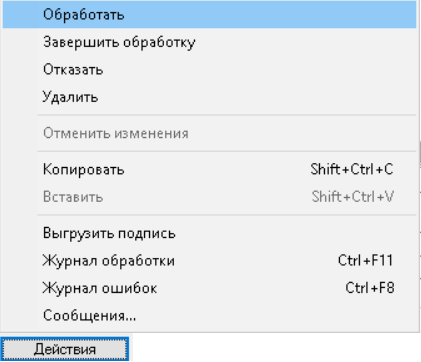 Обработать
Завершить обработку
Отказать
Удалить
Отменить изменения
Копировать Shift+Ctrl+C
Вставить Shift+Ctrl+V
Выгрузить подпись
Журнал обработки Ctrl+F11
Журнал ошибок Ctrl+F8
Сообщения...
Действия